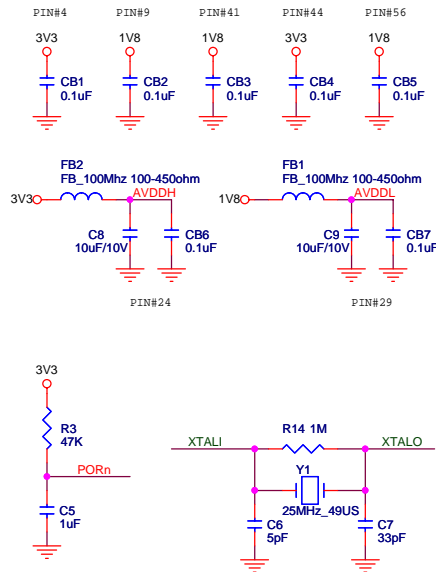 PIN#4 PIN#9 PIN#41 PIN#44 PIN#56
3V3 1V8 1V8 3V3 1V8
CB1 CB2 CB3 CB4 CB5
0.1uF 0.1uF 0.1uF 0.1uF 0.1uF
FB2 FB1
FB_100Mhz 100-450ohm FB_100Mhz 100-450ohm
3V3 AVDDH 1V8 AVDDL
C8 CB6 C9 CB7
10uF/10V 0.1uF 10uF/10V 0.1uF
PIN#24 PIN#29
3V3
R3
47K
PORn
C5
1uF
R14 1M
XTALI XTALO
Y1
25MHz_49US
C6 C7
5pF 33pF